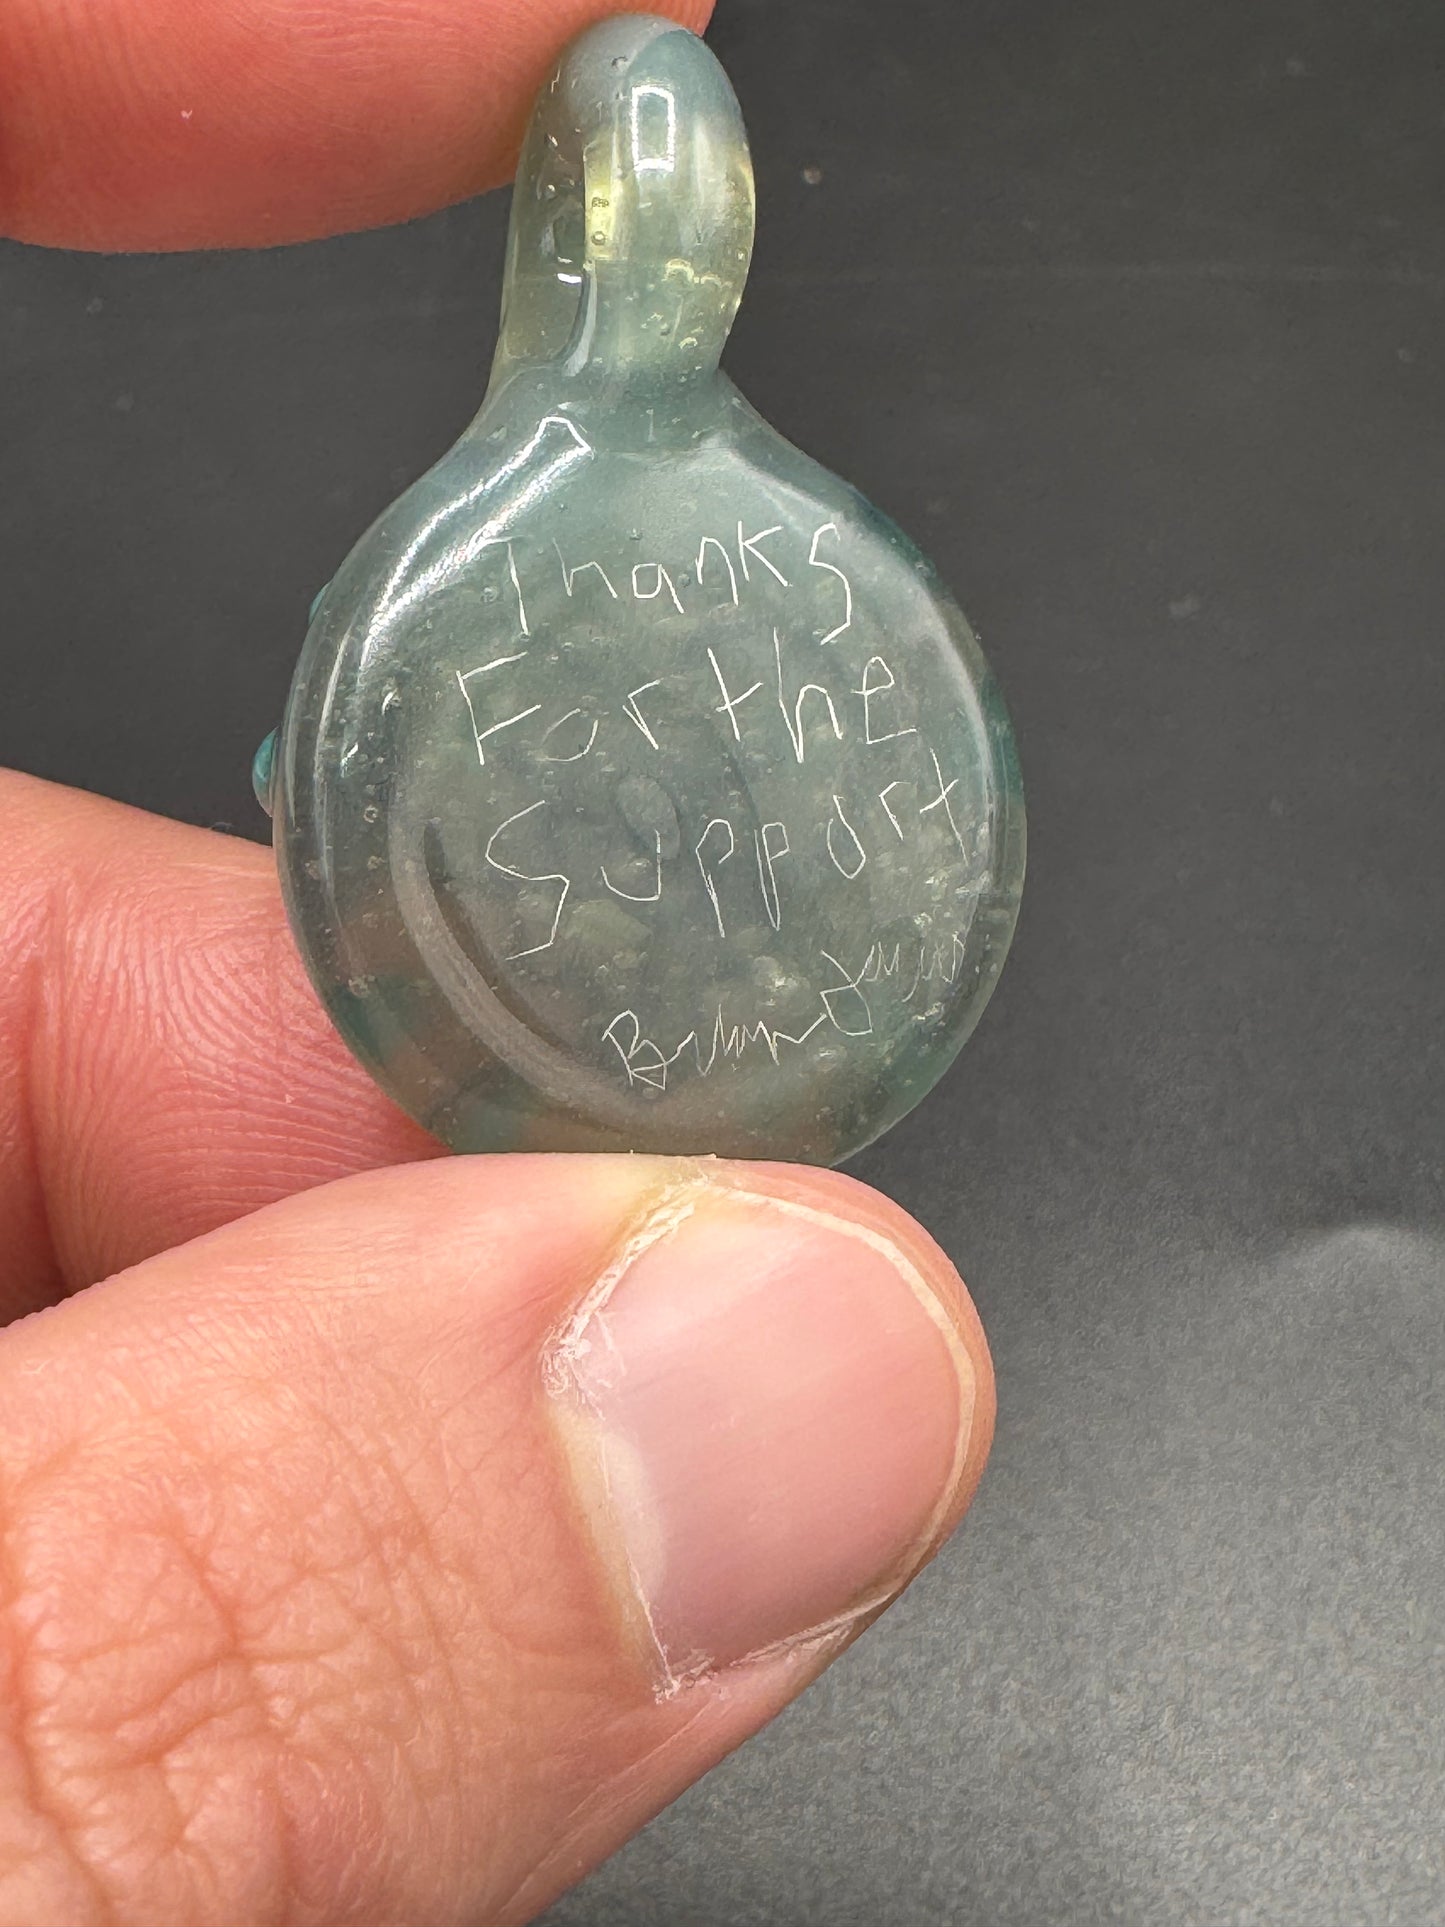 Thanks
For the
Support